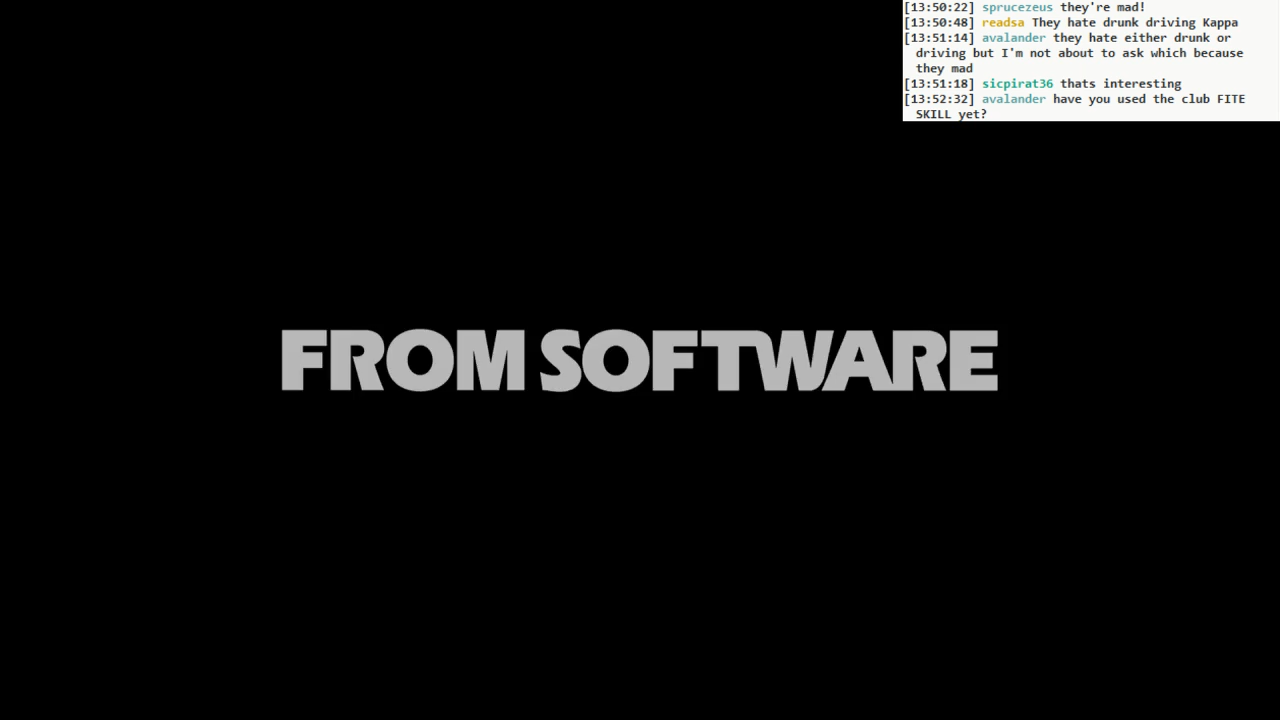 [13:50:22] sprucezeus they're mad!
[13:50:48] readsa They hate drunk driving Kappa
[13:51:14] avalander they hate either drunk or
driving but I'm not about to ask which because
they mad
[13:51:18] sicpirat36 thats interesting
[13:52:32] avalander have you used the club FITE
SKILL yet?
FROM SOFTWARE